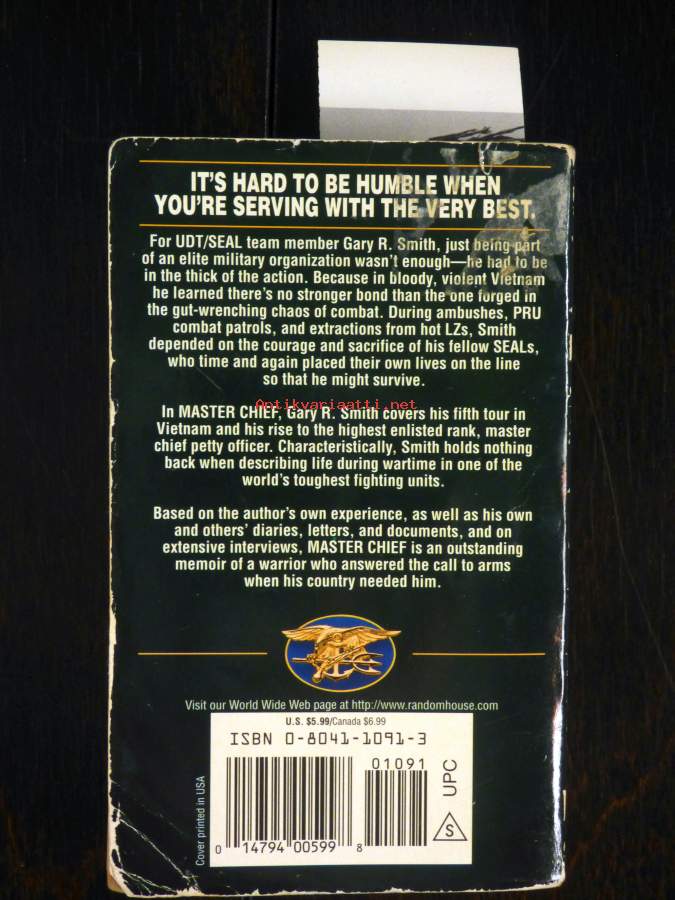 IT'S HARD TO BE HUMBLE WHEN
YOU'RE SERVING WITH THE VERY BEST.
For UDT/SEAL team member Gary R. Smith, just being part
of an elite military organization wasn't enough—he had to be
in the thick of the action. Because in bloody, violent Vietnam
he learned there's no stronger bond than the one forged in
the gut-wrenching chaos of combat. During ambushes, PRU
combat patrols, and extractions from hot LZs, Smith
depended on the courage and sacrifice of his fellow SEALs,
who time and again placed their own lives on the line
so that he might survive.
Antikvariaatti.net
In MASTER CHIEF, Gary R. Smith covers his fifth tour in
Vietnam and his rise to the highest enlisted rank, master
chief petty officer. Characteristically, Smith holds nothing
back when describing life during wartime in one of the
world's toughest fighting units.
Based on the author's own experience, as well as his own
and others' diaries, letters, and documents, and on
extensive interviews, MASTER CHIEF is an outstanding
memoir of a warrior who answered the call to arms
when his country needed him.
Visit our World Wide Web page at http://www.randomhouse.com
U.S. $5.99/Canada $6.99
ISBN 0-8041-1091-3
01091
UPC
S
0 14794 00599 8
Cover printed in USA